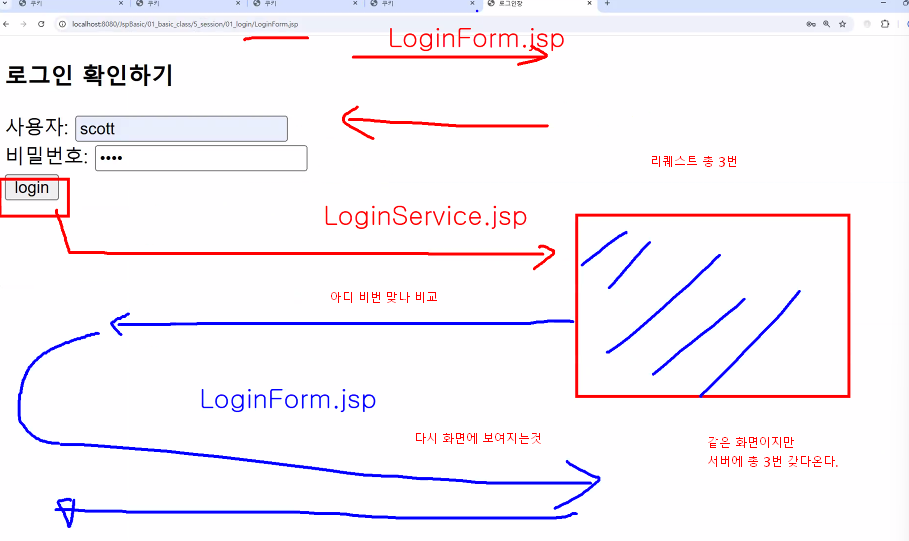 쿠키
쿠키
쿠키
쿠키
로그인창
localhost:8080/JspBasic/01_basic_class/5_session/01_login/LoginForm.jsp
LoginForm.jsp
로그인 확인하기
사용자: scott
비밀번호: ••••
리퀘스트 총 3번
login
LoginService.jsp
아디 비번 맞나 비교
LoginForm.jsp
다시 화면에 보여지는것
같은 화면이지만
서버에 총 3번 갖다온다.